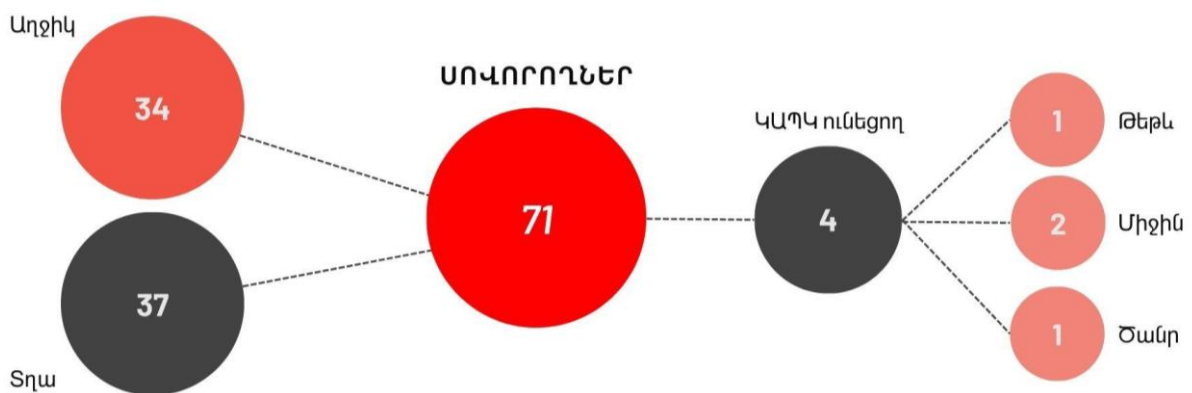 Աղջիկ
34
ՍՈՎՈՐՈՂՆԵՐ
71
37
Տղա
ԿԱՊԿ ունեցող
4
1
Թեթև
2
Միջին
1
Ծանր